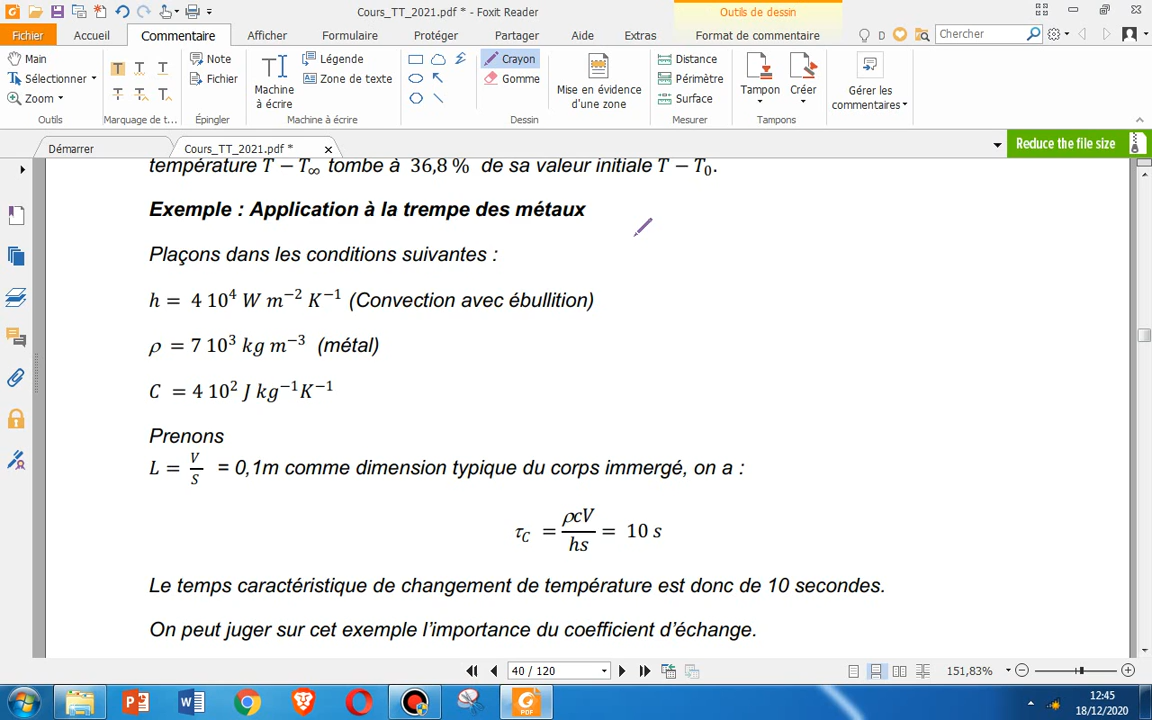 Cours_TT_2021.pdf * - Foxit Reader
Outils de dessin
Fichier Accueil Commentaire Afficher Formulaire Protéger Partager Aide Extras Format de commentaire D Chercher
Main
Sélectionner
Zoom
Outils
T T T
T T T
Marquage de t...
Note
Fichier
Épingler
Machine
à écrire
Légende
Zone de texte
Machine à écrire
Crayon
Gomme
Dessin
Mise en évidence
d'une zone
Distance
Périmètre
Surface
Mesurer
Tampon
Créer
Tampons
Gérer les
commentaires
Démarrer
Cours_TT_2021.pdf *
Reduce the file size
température T − T∞ tombe à 36,8 % de sa valeur initiale T − T₀.
Exemple : Application à la trempe des métaux
Plaçons dans les conditions suivantes :
h = 4 10⁴ W m⁻² K⁻¹ (Convection avec ébullition)
ρ = 7 10³ kg m⁻³ (métal)
C = 4 10² J kg⁻¹K⁻¹
Prenons
L = V/S = 0,1m comme dimension typique du corps immergé, on a :
τ_C = ρcV/hs = 10 s
Le temps caractéristique de changement de température est donc de 10 secondes.
On peut juger sur cet exemple l'importance du coefficient d'échange.
40 / 120
151,83%
PDF
12:45
18/12/2020